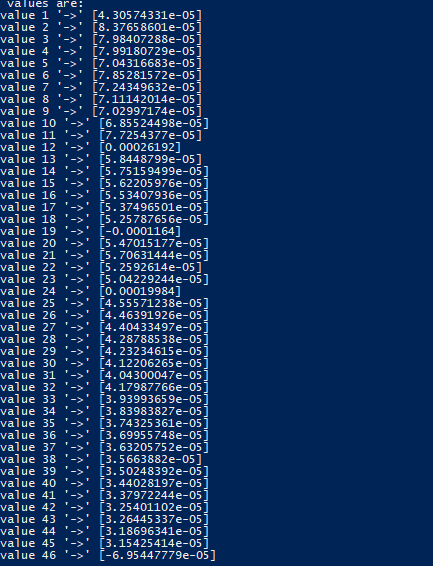 values are:
value 1 '->' [4.30574331e-05]
value 2 '->' [8.37658601e-05]
value 3 '->' [7.98407288e-05]
value 4 '->' [7.99180729e-05]
value 5 '->' [7.04316683e-05]
value 6 '->' [7.85281572e-05]
value 7 '->' [7.24349632e-05]
value 8 '->' [7.11142014e-05]
value 9 '->' [7.02997174e-05]
value 10 '->' [6.85524498e-05]
value 11 '->' [7.7254377e-05]
value 12 '->' [0.00026192]
value 13 '->' [5.8448799e-05]
value 14 '->' [5.75159499e-05]
value 15 '->' [5.62205976e-05]
value 16 '->' [5.53407936e-05]
value 17 '->' [5.37496501e-05]
value 18 '->' [5.25787656e-05]
value 19 '->' [-0.0001164]
value 20 '->' [5.47015177e-05]
value 21 '->' [5.70631444e-05]
value 22 '->' [5.2592614e-05]
value 23 '->' [5.04229244e-05]
value 24 '->' [0.00019984]
value 25 '->' [4.55571238e-05]
value 26 '->' [4.46391926e-05]
value 27 '->' [4.40433497e-05]
value 28 '->' [4.28788538e-05]
value 29 '->' [4.23234615e-05]
value 30 '->' [4.12206265e-05]
value 31 '->' [4.04300047e-05]
value 32 '->' [4.17987766e-05]
value 33 '->' [3.93993659e-05]
value 34 '->' [3.83983827e-05]
value 35 '->' [3.74325361e-05]
value 36 '->' [3.69955748e-05]
value 37 '->' [3.63205752e-05]
value 38 '->' [3.5663882e-05]
value 39 '->' [3.50248392e-05]
value 40 '->' [3.44028197e-05]
value 41 '->' [3.37972244e-05]
value 42 '->' [3.25401102e-05]
value 43 '->' [3.26445337e-05]
value 44 '->' [3.18696341e-05]
value 45 '->' [3.15425414e-05]
value 46 '->' [-6.95447779e-05]